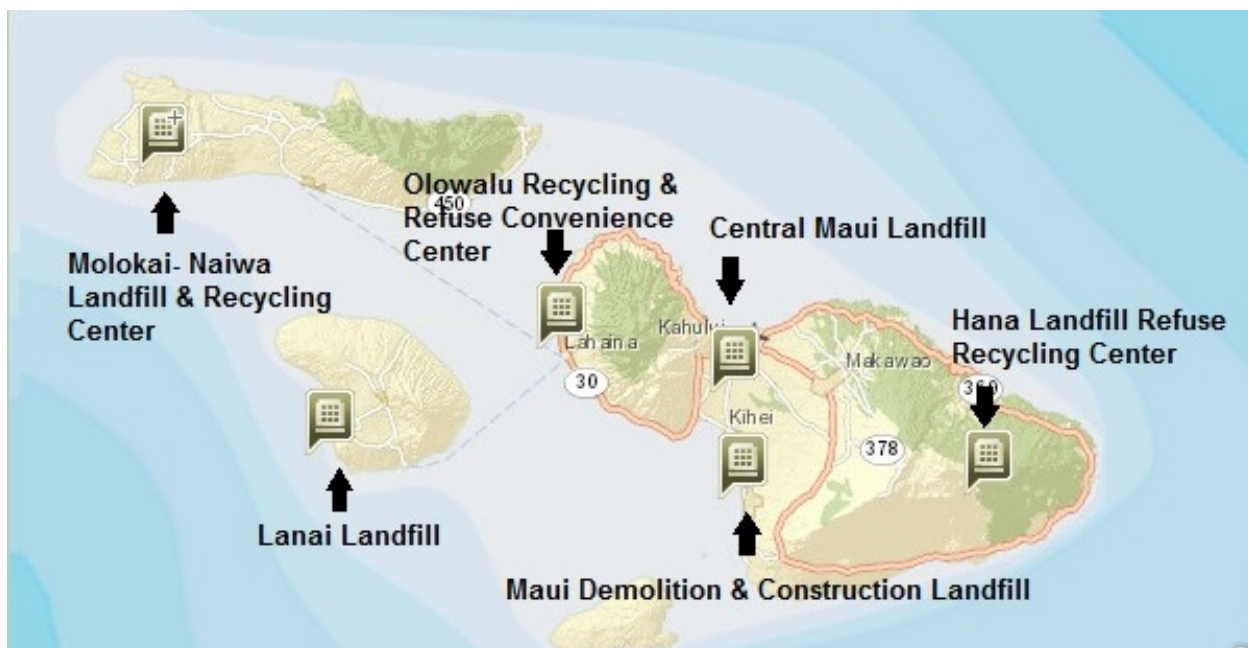 450
Olowalu Recycling &
Refuse Convenience
Center
Central Maui Landfill
Molokai- Naiwa
Landfill & Recycling
Center
Hana Landfill Refuse
Recycling Center
Kahului
Lahaina
Makawao
30
360
Kihei
378
Lanai Landfill
Maui Demolition & Construction Landfill